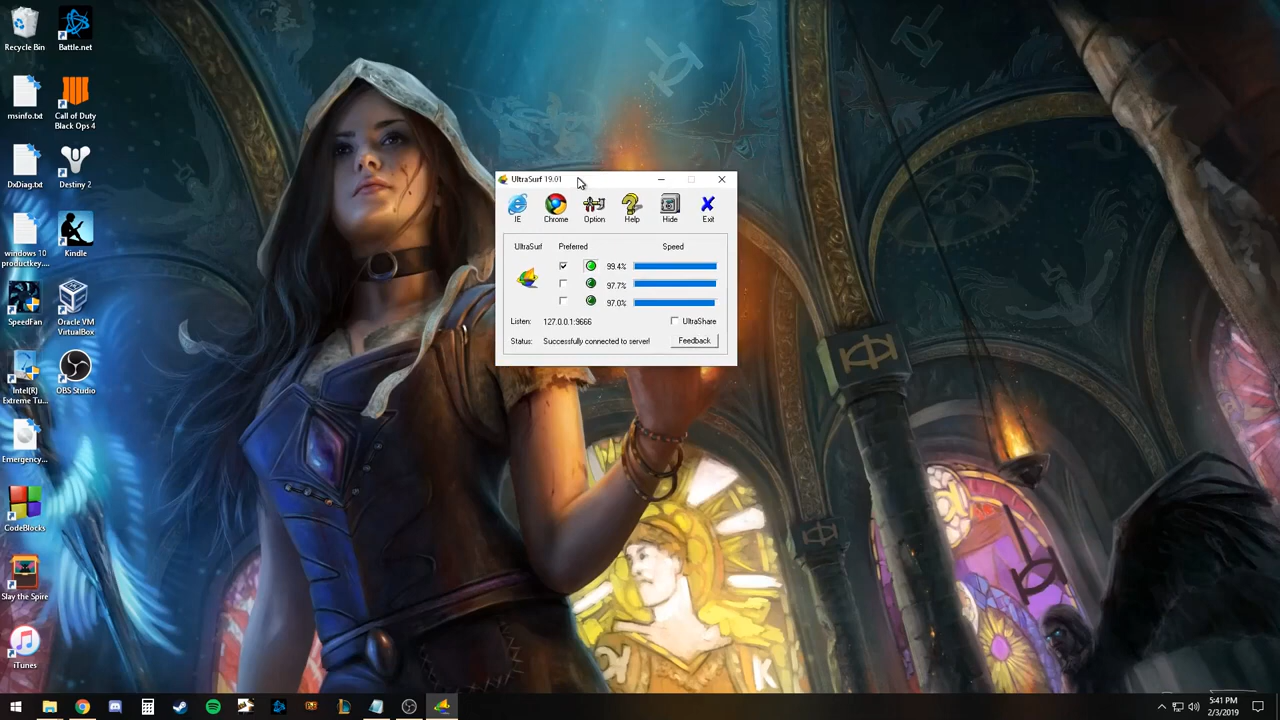 Recycle Bin
Battle.net
msinfo.txt
Call of Duty
Black Ops 4
DxDiag.txt
Destiny 2
windows 10
productkey...
Kindle
SpeedFan
Oracle VM
VirtualBox
Intel(R)
Extreme Tu...
OBS Studio
Emergency...
CodeBlocks
Slay the Spire
iTunes
UltraSurf 19.01
IE
Chrome
Option
Help
Hide
Exit
UltraSurf
Preferred
Speed
99.4%
97.7%
97.0%
Listen: 127.0.0.1:9666
UltraShare
Status: Successfully connected to server!
Feedback
K
5:41 PM
2/3/2019